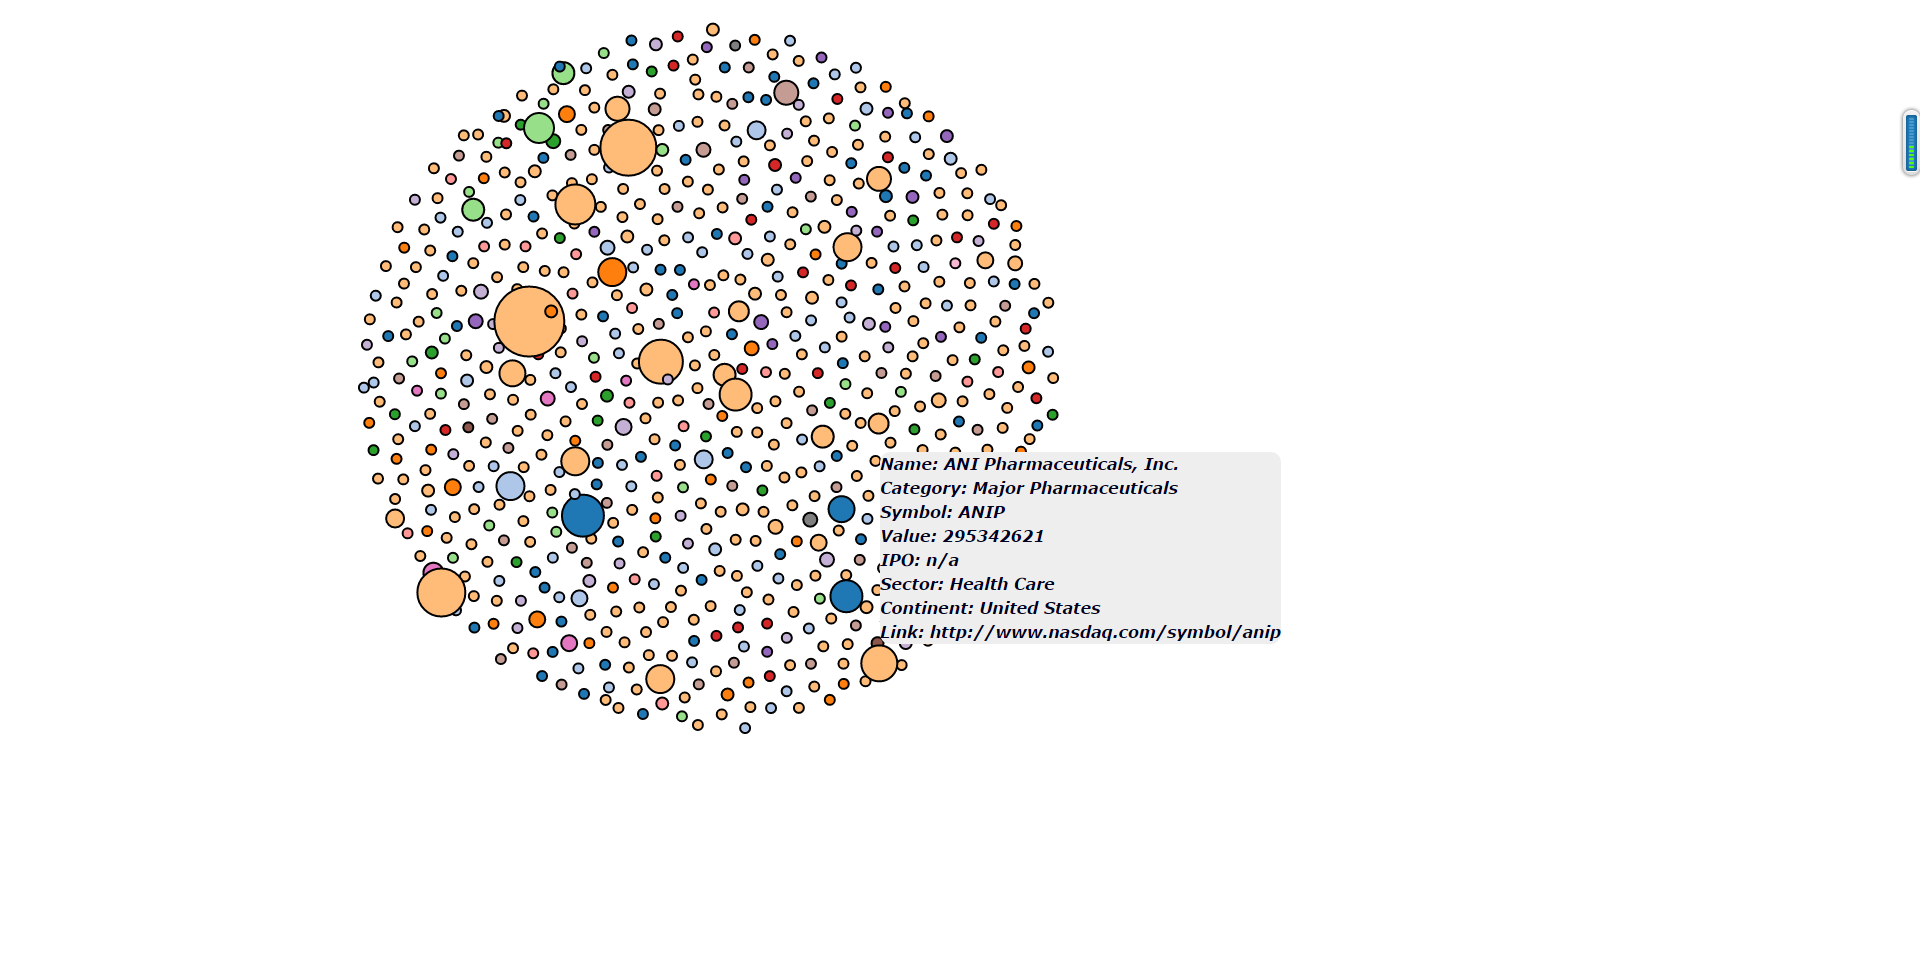 Name: ANI Pharmaceuticals, Inc.
Category: Major Pharmaceuticals
Symbol: ANIP
Value: 295342621
IPO: n/a
Sector: Health Care
Continent: United States
Link: http://www.nasdaq.com/symbol/anip